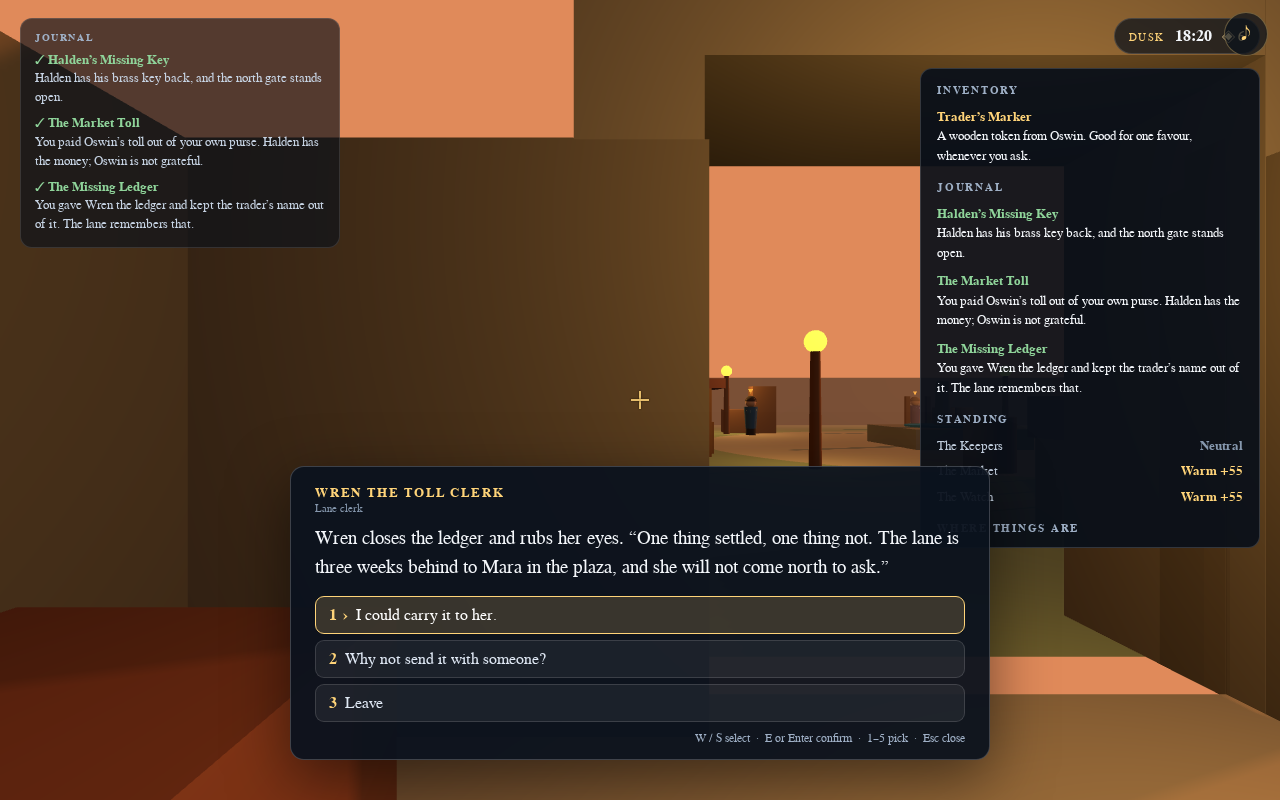 JOURNAL
✓ Halden's Missing Key
Halden has his brass key back, and the north gate stands
open.
✓ The Market Toll
You paid Oswin's toll out of your own purse. Halden has
the money; Oswin is not grateful.
✓ The Missing Ledger
You gave Wren the ledger and kept the trader's name out
of it. The lane remembers that.
DUSK 18:20
INVENTORY
Trader's Marker
A wooden token from Oswin. Good for one favour,
whenever you ask.
JOURNAL
Halden's Missing Key
Halden has his brass key back, and the north gate stands
open.
The Market Toll
You paid Oswin's toll out of your own purse. Halden has the
money; Oswin is not grateful.
The Missing Ledger
You gave Wren the ledger and kept the trader's name out of
it. The lane remembers that.
STANDING
The Keepers Neutral
The Market Warm +55
The Watch Warm +55
WHERE THINGS ARE
WREN THE TOLL CLERK
Lane clerk
Wren closes the ledger and rubs her eyes. “One thing settled, one thing not. The lane is
three weeks behind to Mara in the plaza, and she will not come north to ask.”
1 › I could carry it to her.
2 Why not send it with someone?
3 Leave
W / S select · E or Enter confirm · 1–5 pick · Esc close